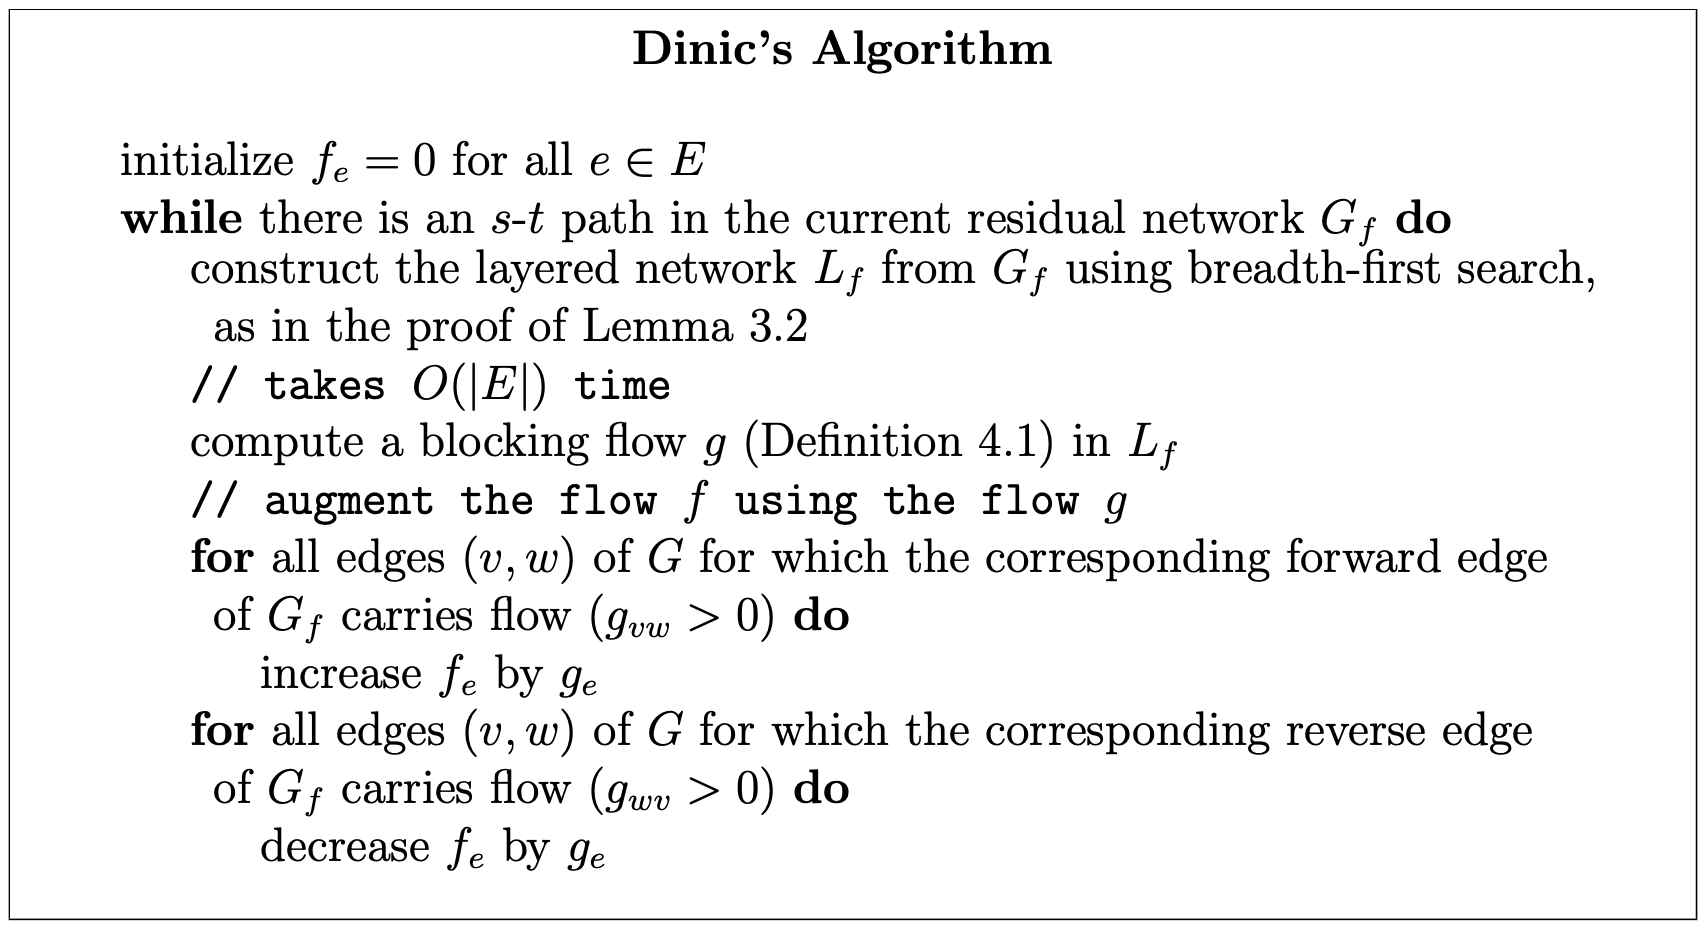 Dinic's Algorithm
initialize $f_e = 0$ for all $e \in E$
while there is an $s$-$t$ path in the current residual network $G_f$ do
construct the layered network $L_f$ from $G_f$ using breadth-first search,
as in the proof of Lemma 3.2
// takes $O(|E|)$ time
compute a blocking flow $g$ (Definition 4.1) in $L_f$
// augment the flow $f$ using the flow $g$
for all edges $(v, w)$ of $G$ for which the corresponding forward edge
of $G_f$ carries flow ($g_{vw} > 0$) do
increase $f_e$ by $g_e$
for all edges $(v, w)$ of $G$ for which the corresponding reverse edge
of $G_f$ carries flow ($g_{wv} > 0$) do
decrease $f_e$ by $g_e$